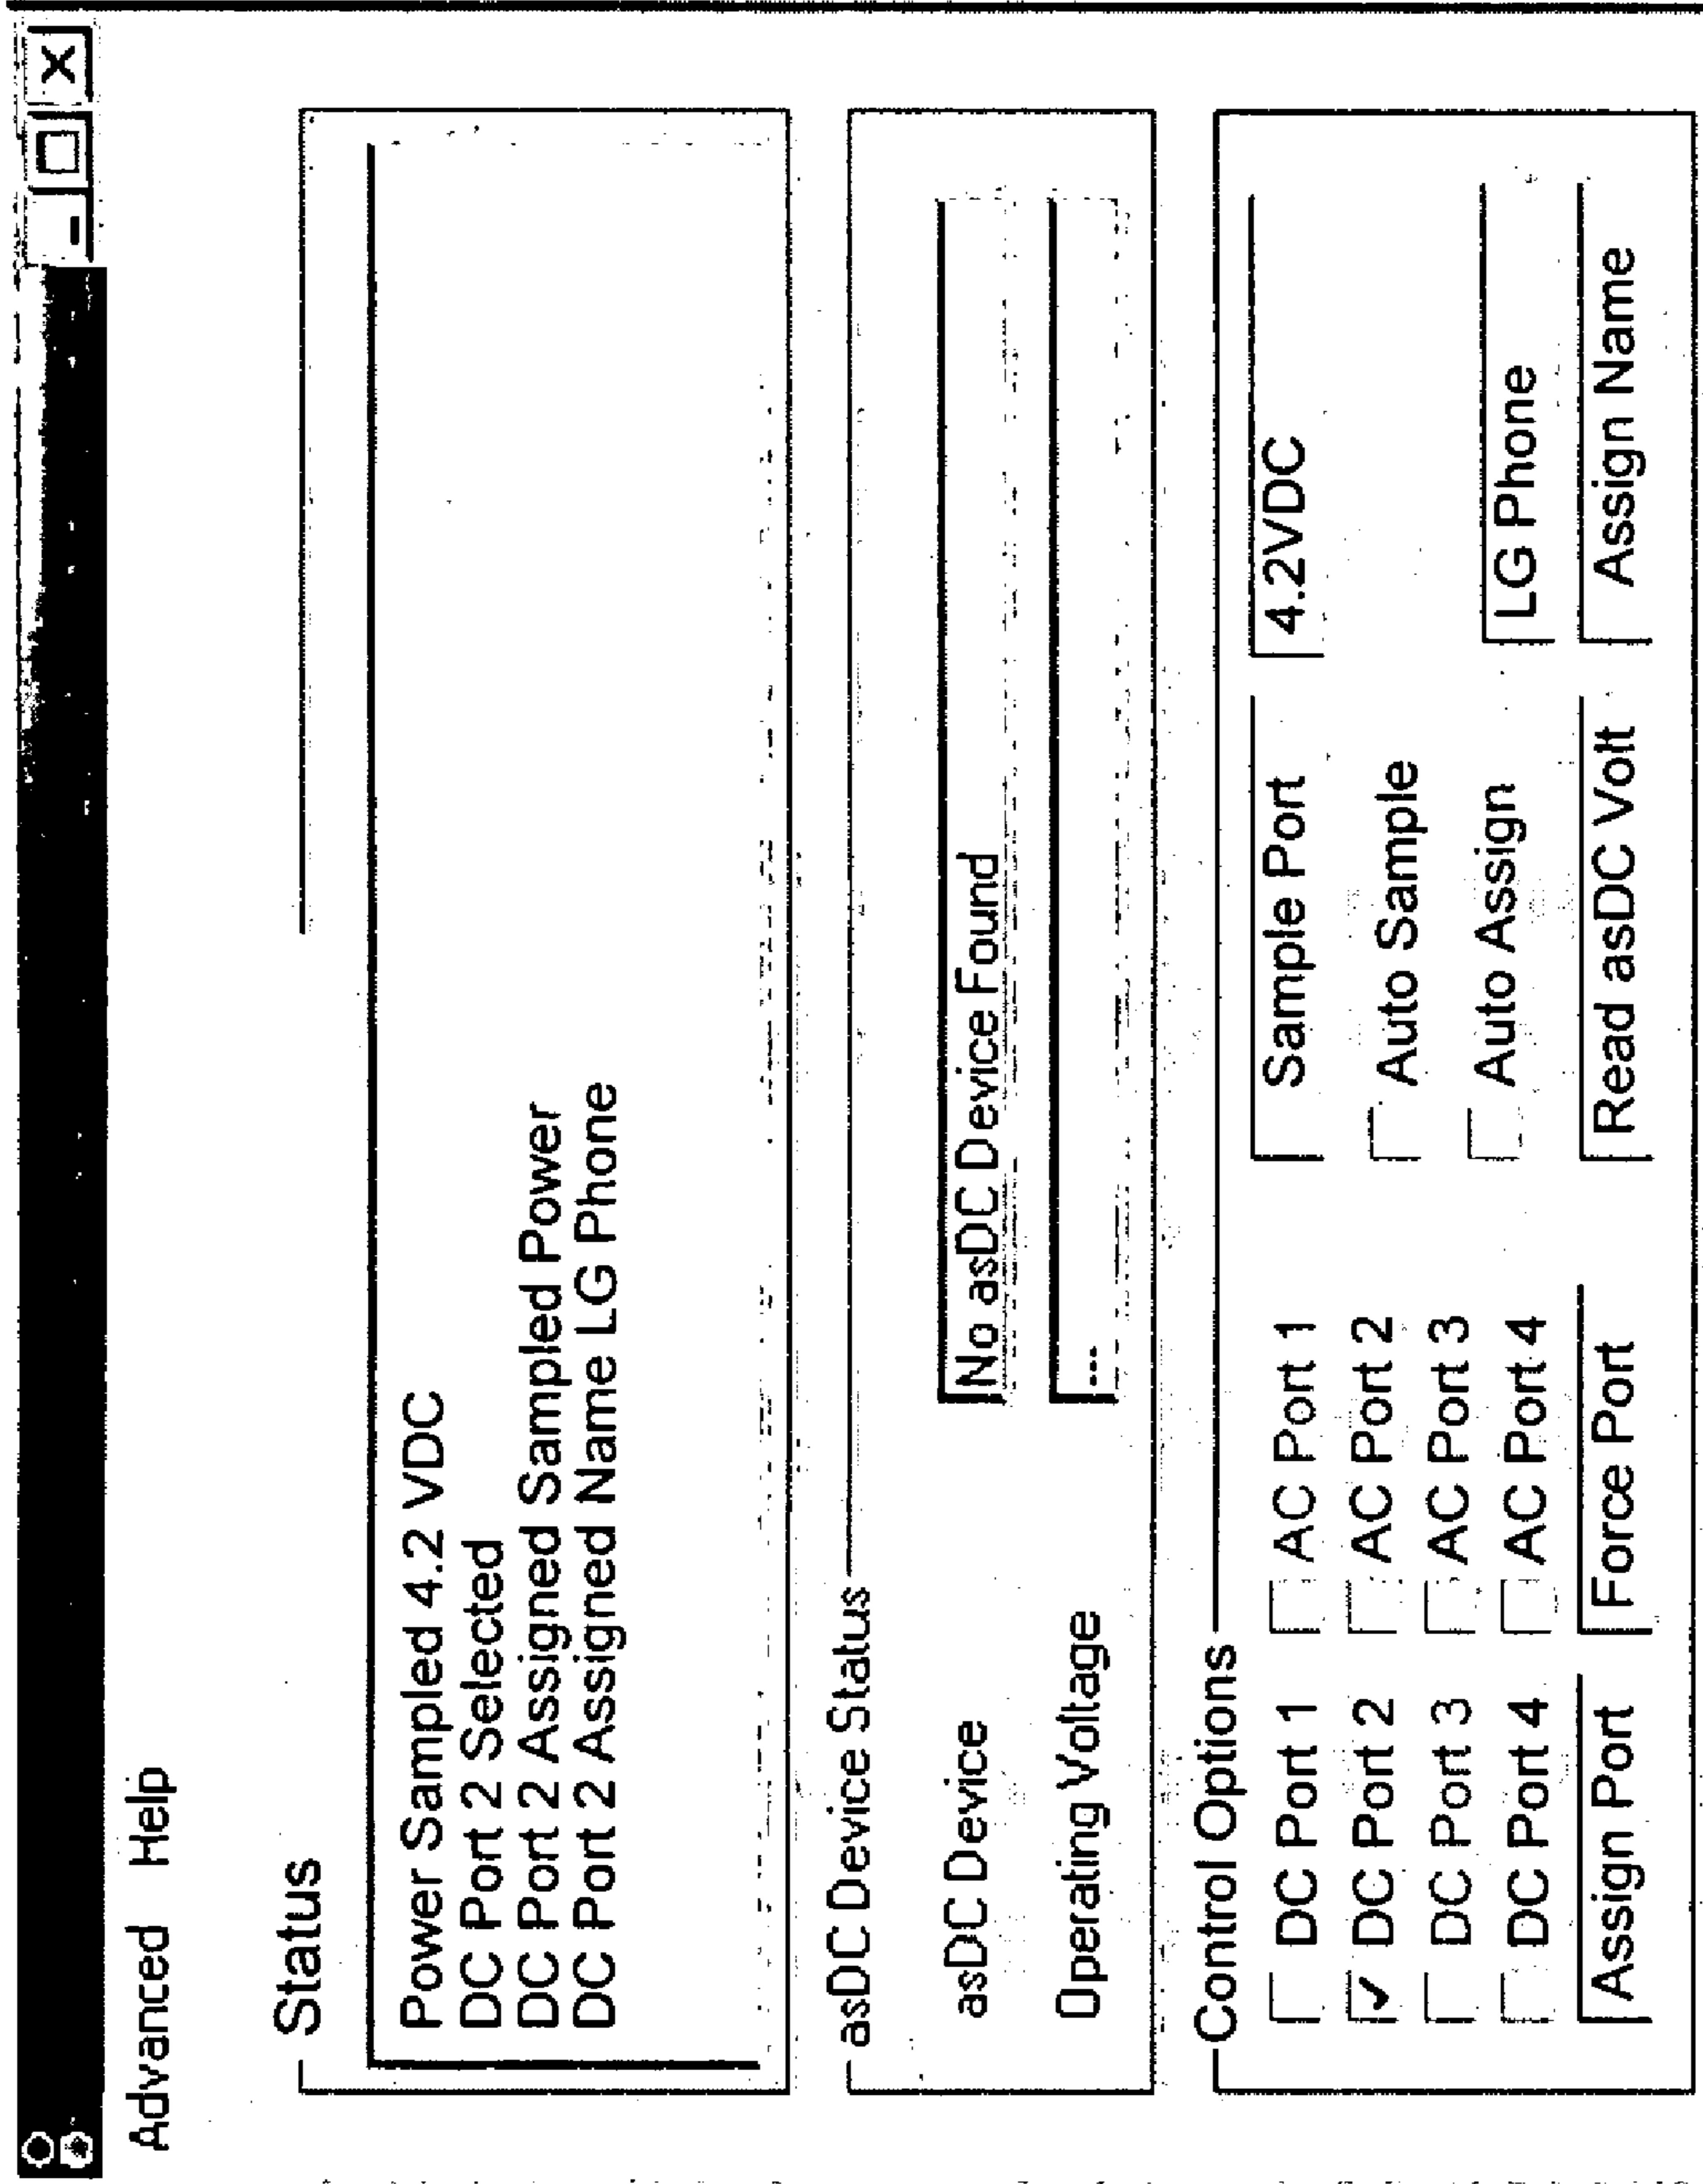 Advanced Help
Status
Power Sampled 4.2 VDC
DC Port 2 Selected
DC Port 2 Assigned Sampled Power
DC Port 2 Assigned Name LG Phone
asDC Device Status
asDC Device No asDC Device Found
Operating Voltage ...
Control Options
DC Port 1 AC Port 1 Sample Port 4.2VDC
DC Port 2 AC Port 2 Auto Sample
DC Port 3 AC Port 3
DC Port 4 AC Port 4 Auto Assign LG Phone
Assign Port Force Port Read asDC Volt Assign Name